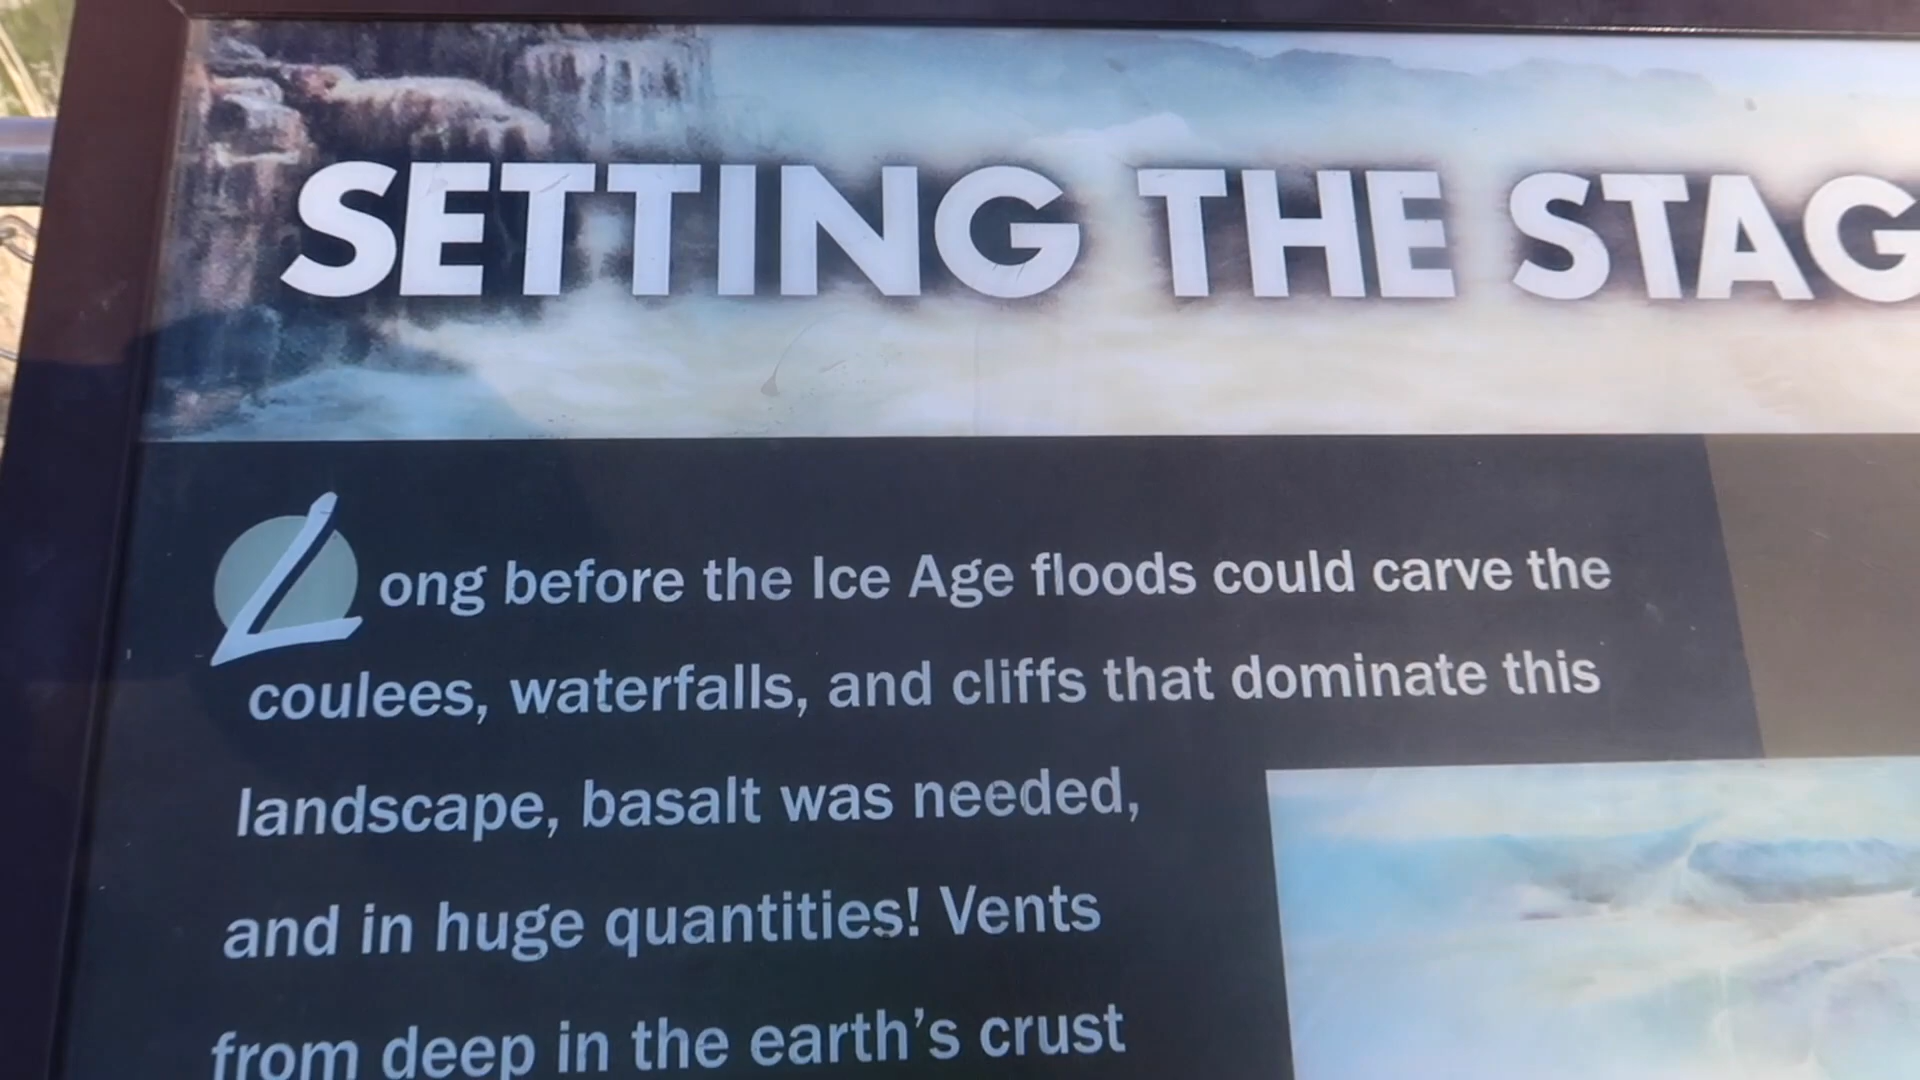 SETTING THE STAG
Long before the Ice Age floods could carve the
coulees, waterfalls, and cliffs that dominate this
landscape, basalt was needed,
and in huge quantities! Vents
from deep in the earth's crust